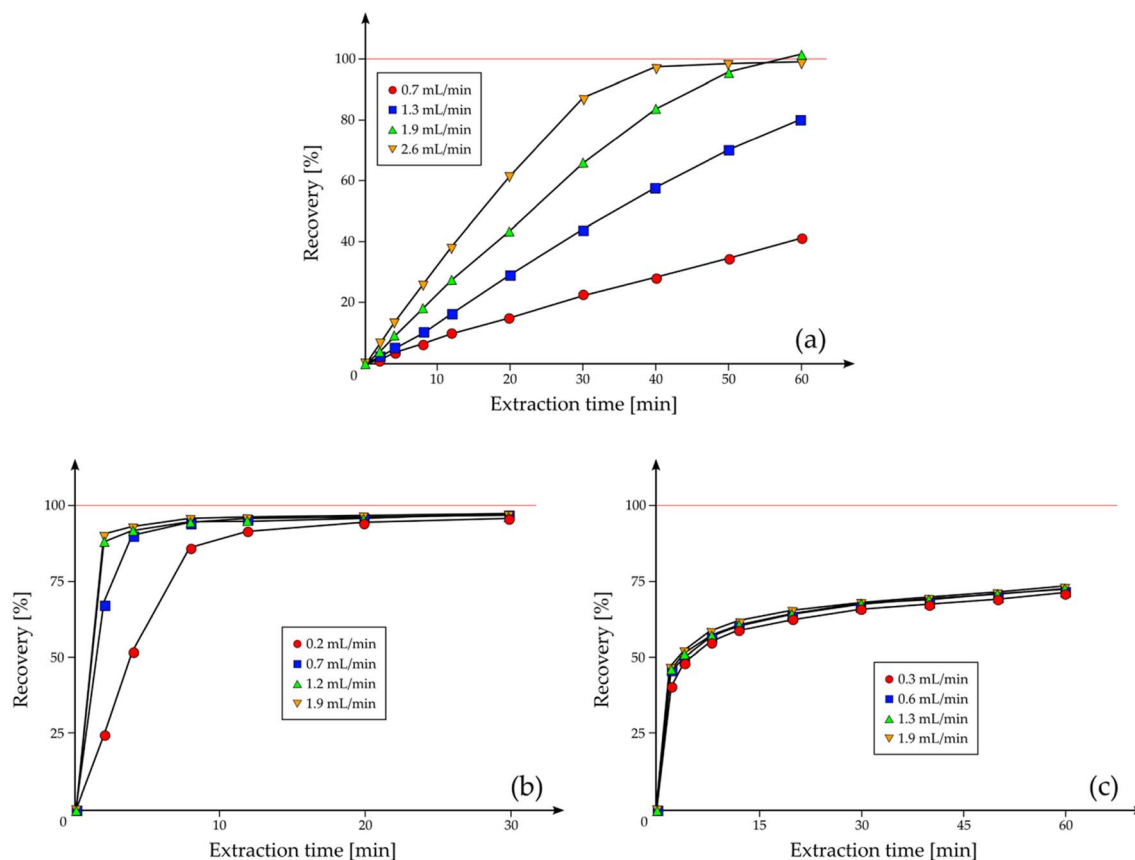 100
80
60
40
20
0
Recovery [%]
0.7 mL/min
1.3 mL/min
1.9 mL/min
2.6 mL/min
(a)
10 20 30 40 50 60
Extraction time [min]
100
75
50
25
0
Recovery [%]
0.2 mL/min
0.7 mL/min
1.2 mL/min
1.9 mL/min
(b)
10 20 30
Extraction time [min]
100
75
50
25
0
Recovery [%]
0.3 mL/min
0.6 mL/min
1.3 mL/min
1.9 mL/min
(c)
15 30 45 60
Extraction time [min]